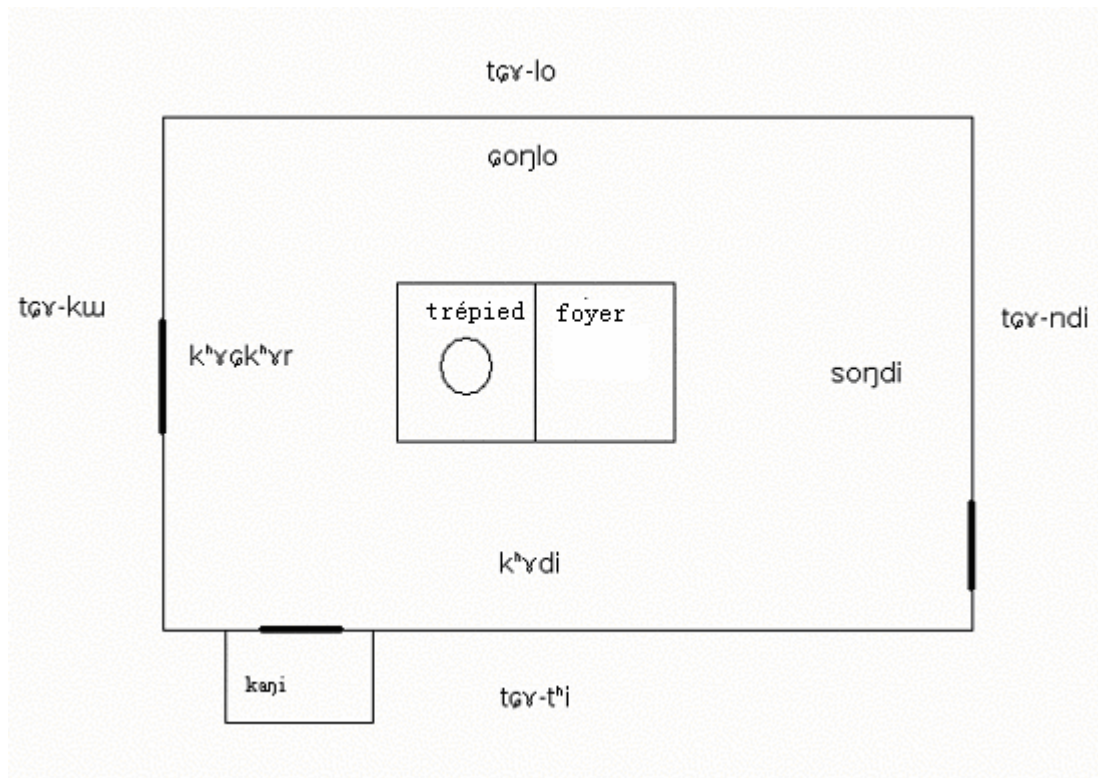 tɕɤ-lo
ɕoŋlo
tɕɤ-kɯ
trépied foyer
tɕɤ-ndi
kʰɤɕkʰɤr
soŋdi
kʰɤdi
kaŋi
tɕɤ-tʰi